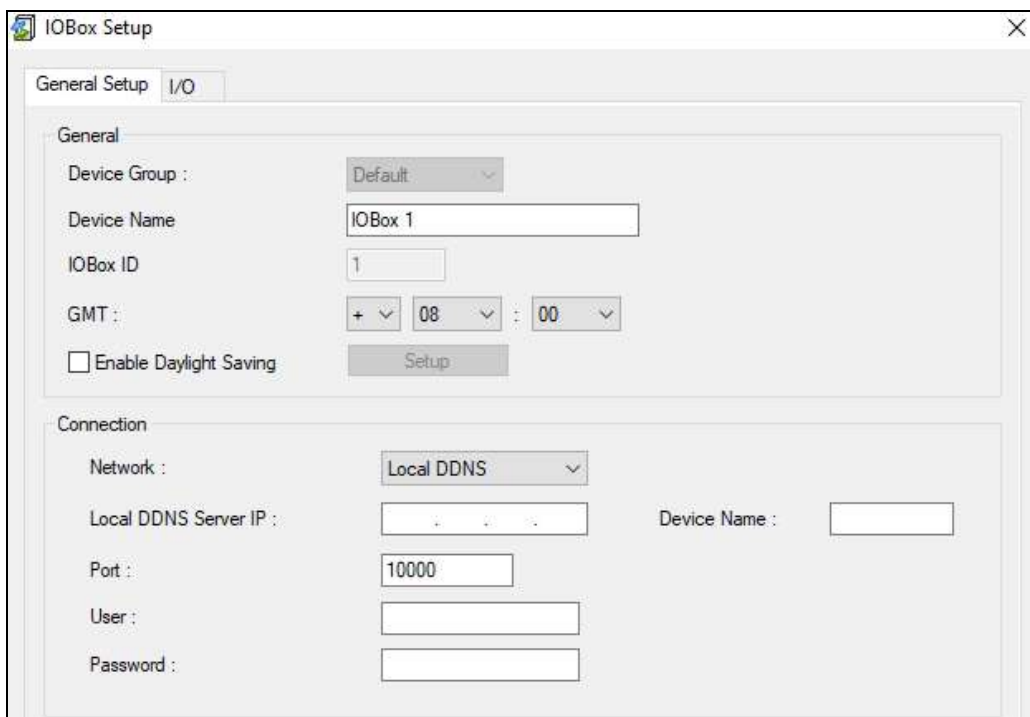 IOBox Setup
General Setup I/O
General
Device Group : Default
Device Name IOBox 1
IOBox ID 1
GMT : + 08 : 00
Enable Daylight Saving Setup
Connection
Network : Local DDNS
Local DDNS Server IP : . . . Device Name :
Port : 10000
User :
Password :